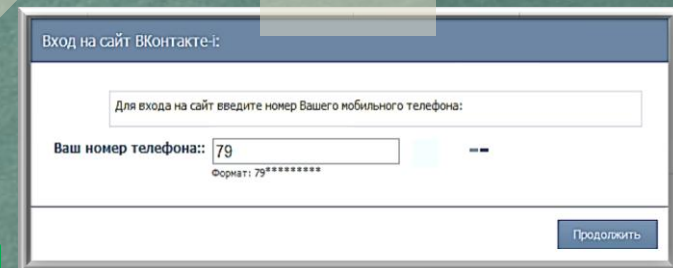 Вход на сайт ВКонтакте-i:
Для входа на сайт введите номер Вашего мобильного телефона:
Ваш номер телефона:: 79
Формат: 79*********
Продолжить